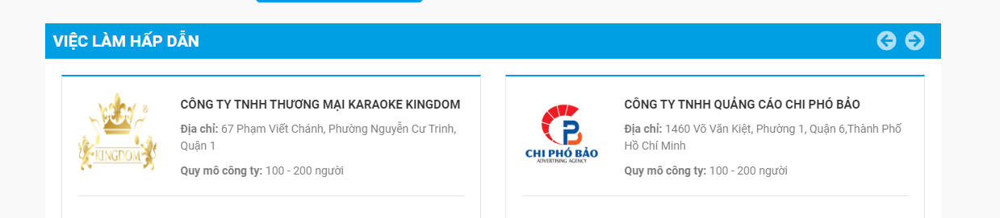 VIỆC LÀM HẤP DẪN
KINGDOM
®
CÔNG TY TNHH THƯƠNG MẠI KARAOKE KINGDOM
Địa chỉ: 67 Phạm Viết Chánh, Phường Nguyễn Cư Trinh,
Quận 1
Quy mô công ty: 100 - 200 người
CHI PHÓ BẢO
ADVERTISING AGENCY
CÔNG TY TNHH QUẢNG CÁO CHI PHÓ BẢO
Địa chỉ: 1460 Võ Văn Kiệt, Phường 1, Quận 6,Thành Phố
Hồ Chí Minh
Quy mô công ty: 100 - 200 người